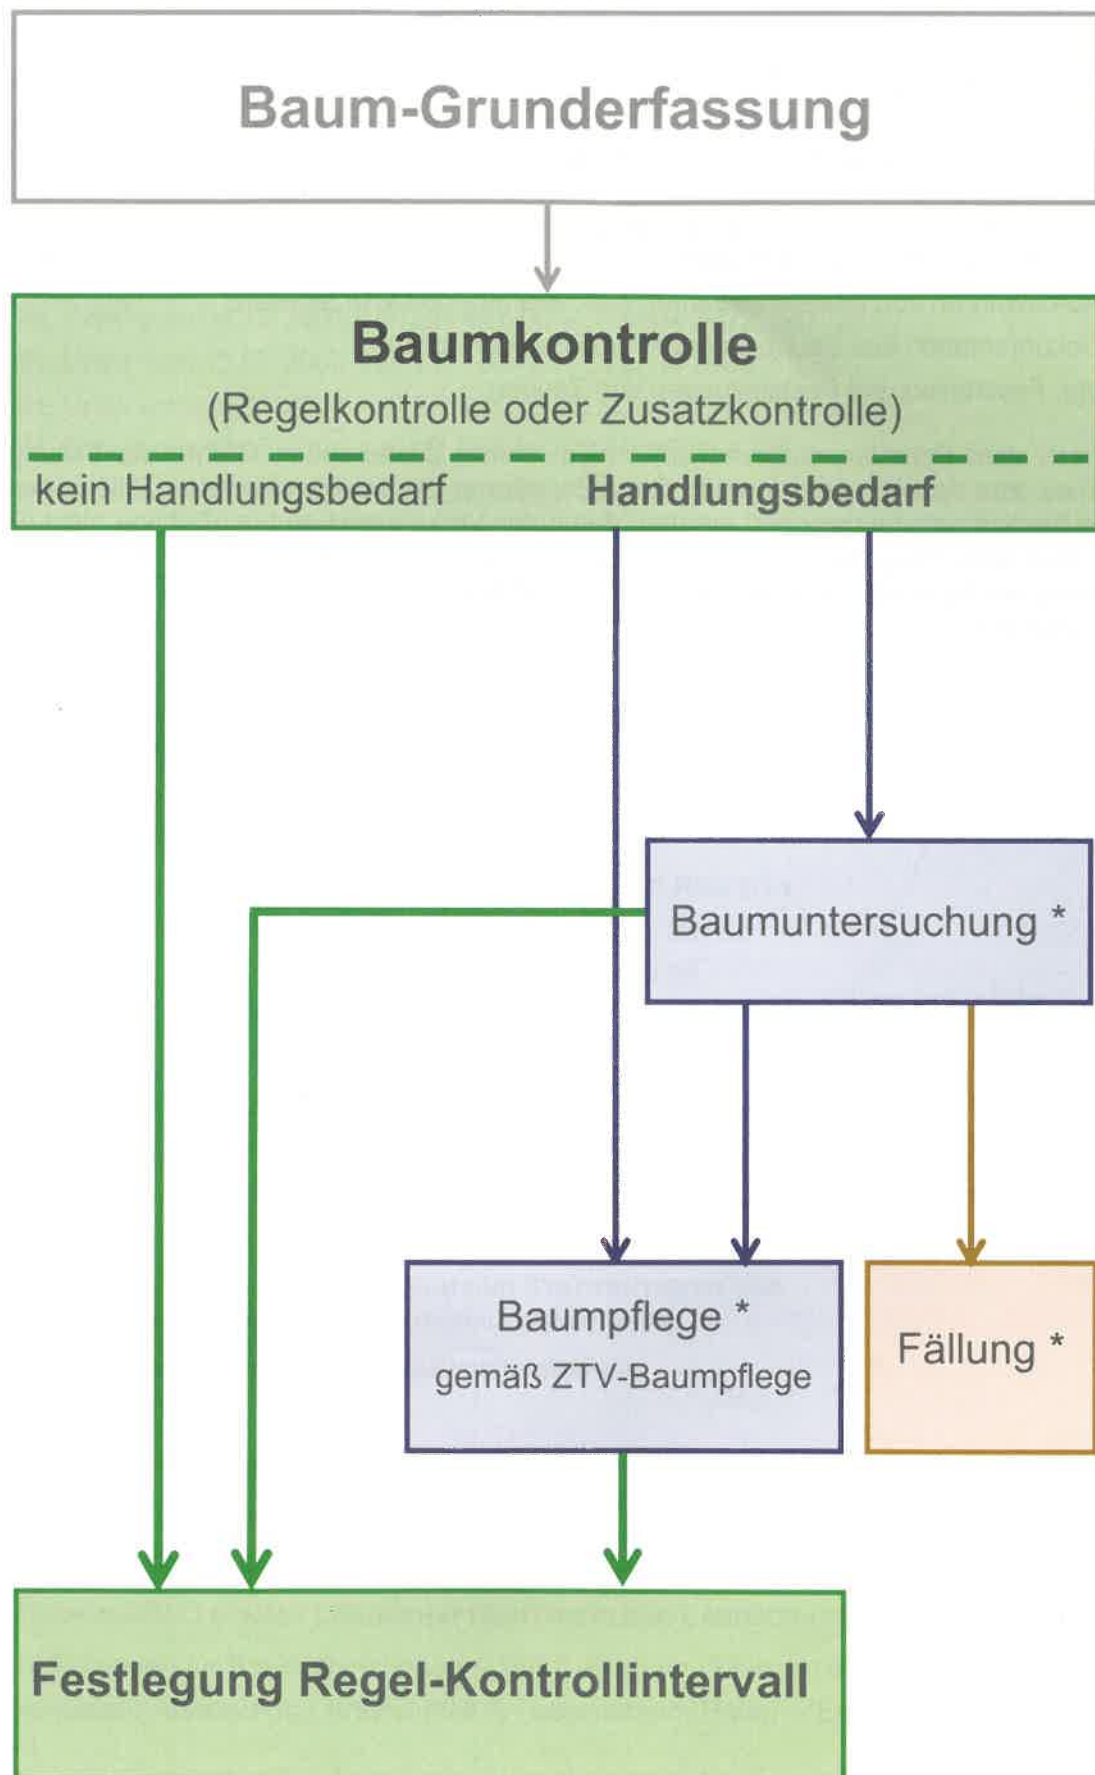 Baum-Grunderfassung
Baumkontrolle
(Regelkontrolle oder Zusatzkontrolle)
kein Handlungsbedarf
Handlungsbedarf
Baumuntersuchung *
Baumpflege *
gemäß ZTV-Baumpflege
Fällung *
Festlegung Regel-Kontrollintervall